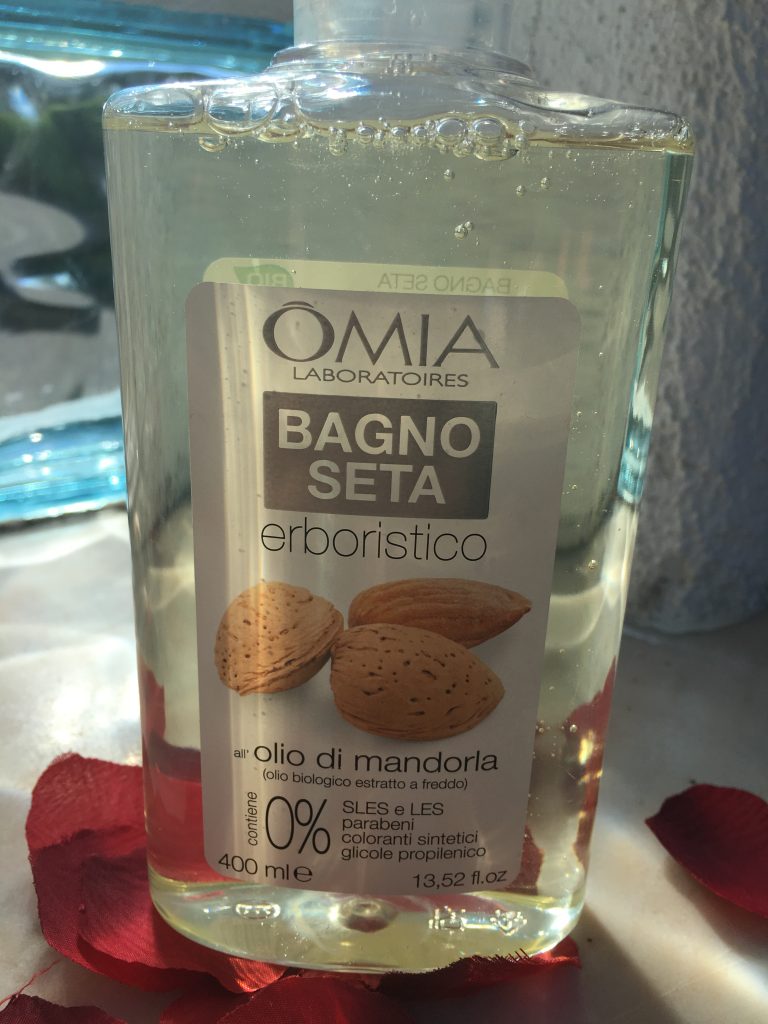 BIO BAGNO SETA
ÔMIA
LABORATOIRES
BAGNO
SETA
erboristico
all' olio di mandorla
(olio biologico estratto a freddo)
contiene
0%
SLES e LES
parabeni
coloranti sintetici
glicole propilenico
400 ml e
13,52 fl.oz